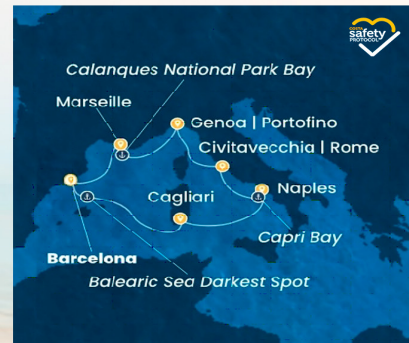 safety
PROTOCOL
Calanques National Park Bay
Marseille
Genoa | Portofino
Civitavecchia | Rome
Cagliari
Naples
Capri Bay
Barcelona
Balearic Sea Darkest Spot